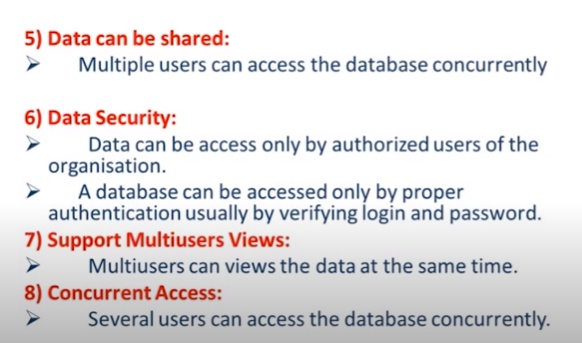 5) Data can be shared:
➢ Multiple users can access the database concurrently
6) Data Security:
➢ Data can be access only by authorized users of the
organisation.
➢ A database can be accessed only by proper
authentication usually by verifying login and password.
7) Support Multiusers Views:
➢ Multiusers can views the data at the same time.
8) Concurrent Access:
➢ Several users can access the database concurrently.